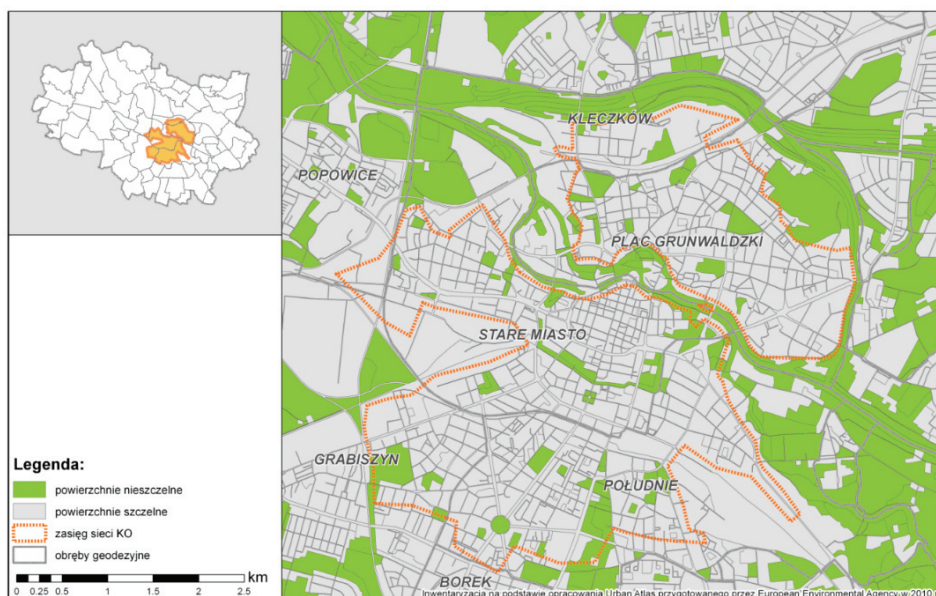 KLECZKÓW
POPOWICE
PLAC GRUNWALDZKI
STARE MIASTO
GRABISZYN
POŁUDNIE
BOREK
Legenda:
powierzchnie nieszczelne
powierzchnie szczelne
zasięg sieci KO
obręby geodezyjne
km
0 0.25 0.5 1 1.5 2 2.5
Inwentaryzacja na podstawie opracowania Urban Atlas przygotowanego przez European Environmental Agency w 2010 r